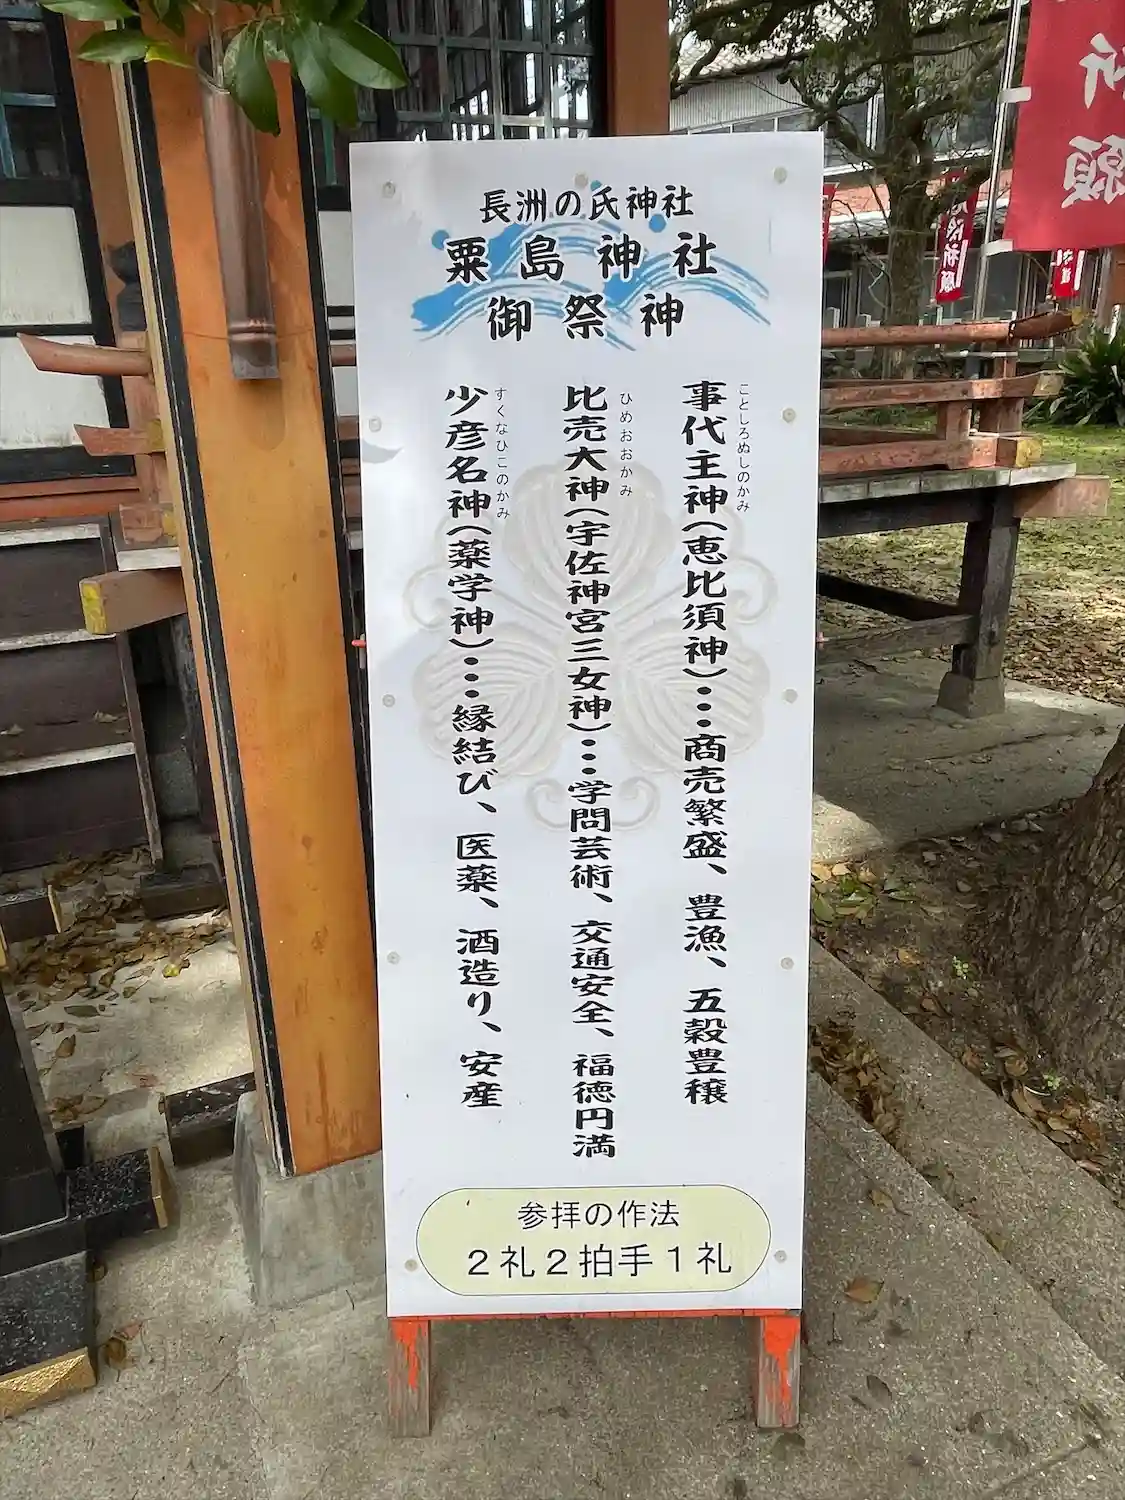 長洲の氏神社
粟島神社
御祭神
事代主神(恵比須神)・・・商売繁盛、豊漁、五穀豊穣
ことしろぬしのかみ
比売大神(宇佐神宮三女神)・・・学問芸術、交通安全、福徳円満
ひめおおかみ
少彦名神(薬学神)・・・縁結び、医薬、酒造り、安産
すくなひこのかみ
参拝の作法
2礼2拍手1礼
祈願
祈願